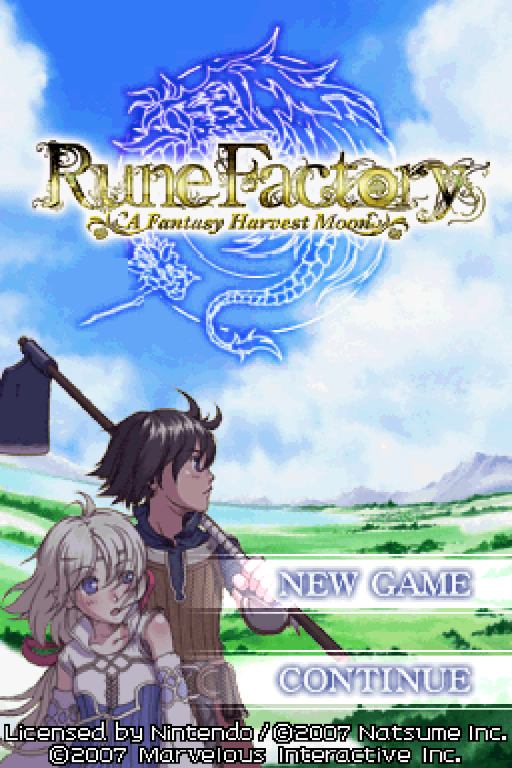 Rune Factory
A Fantasy Harvest Moon
NEW GAME
CONTINUE
Licensed by Nintendo/©2007 Natsume Inc.
©2007 Marvelous Interactive Inc.